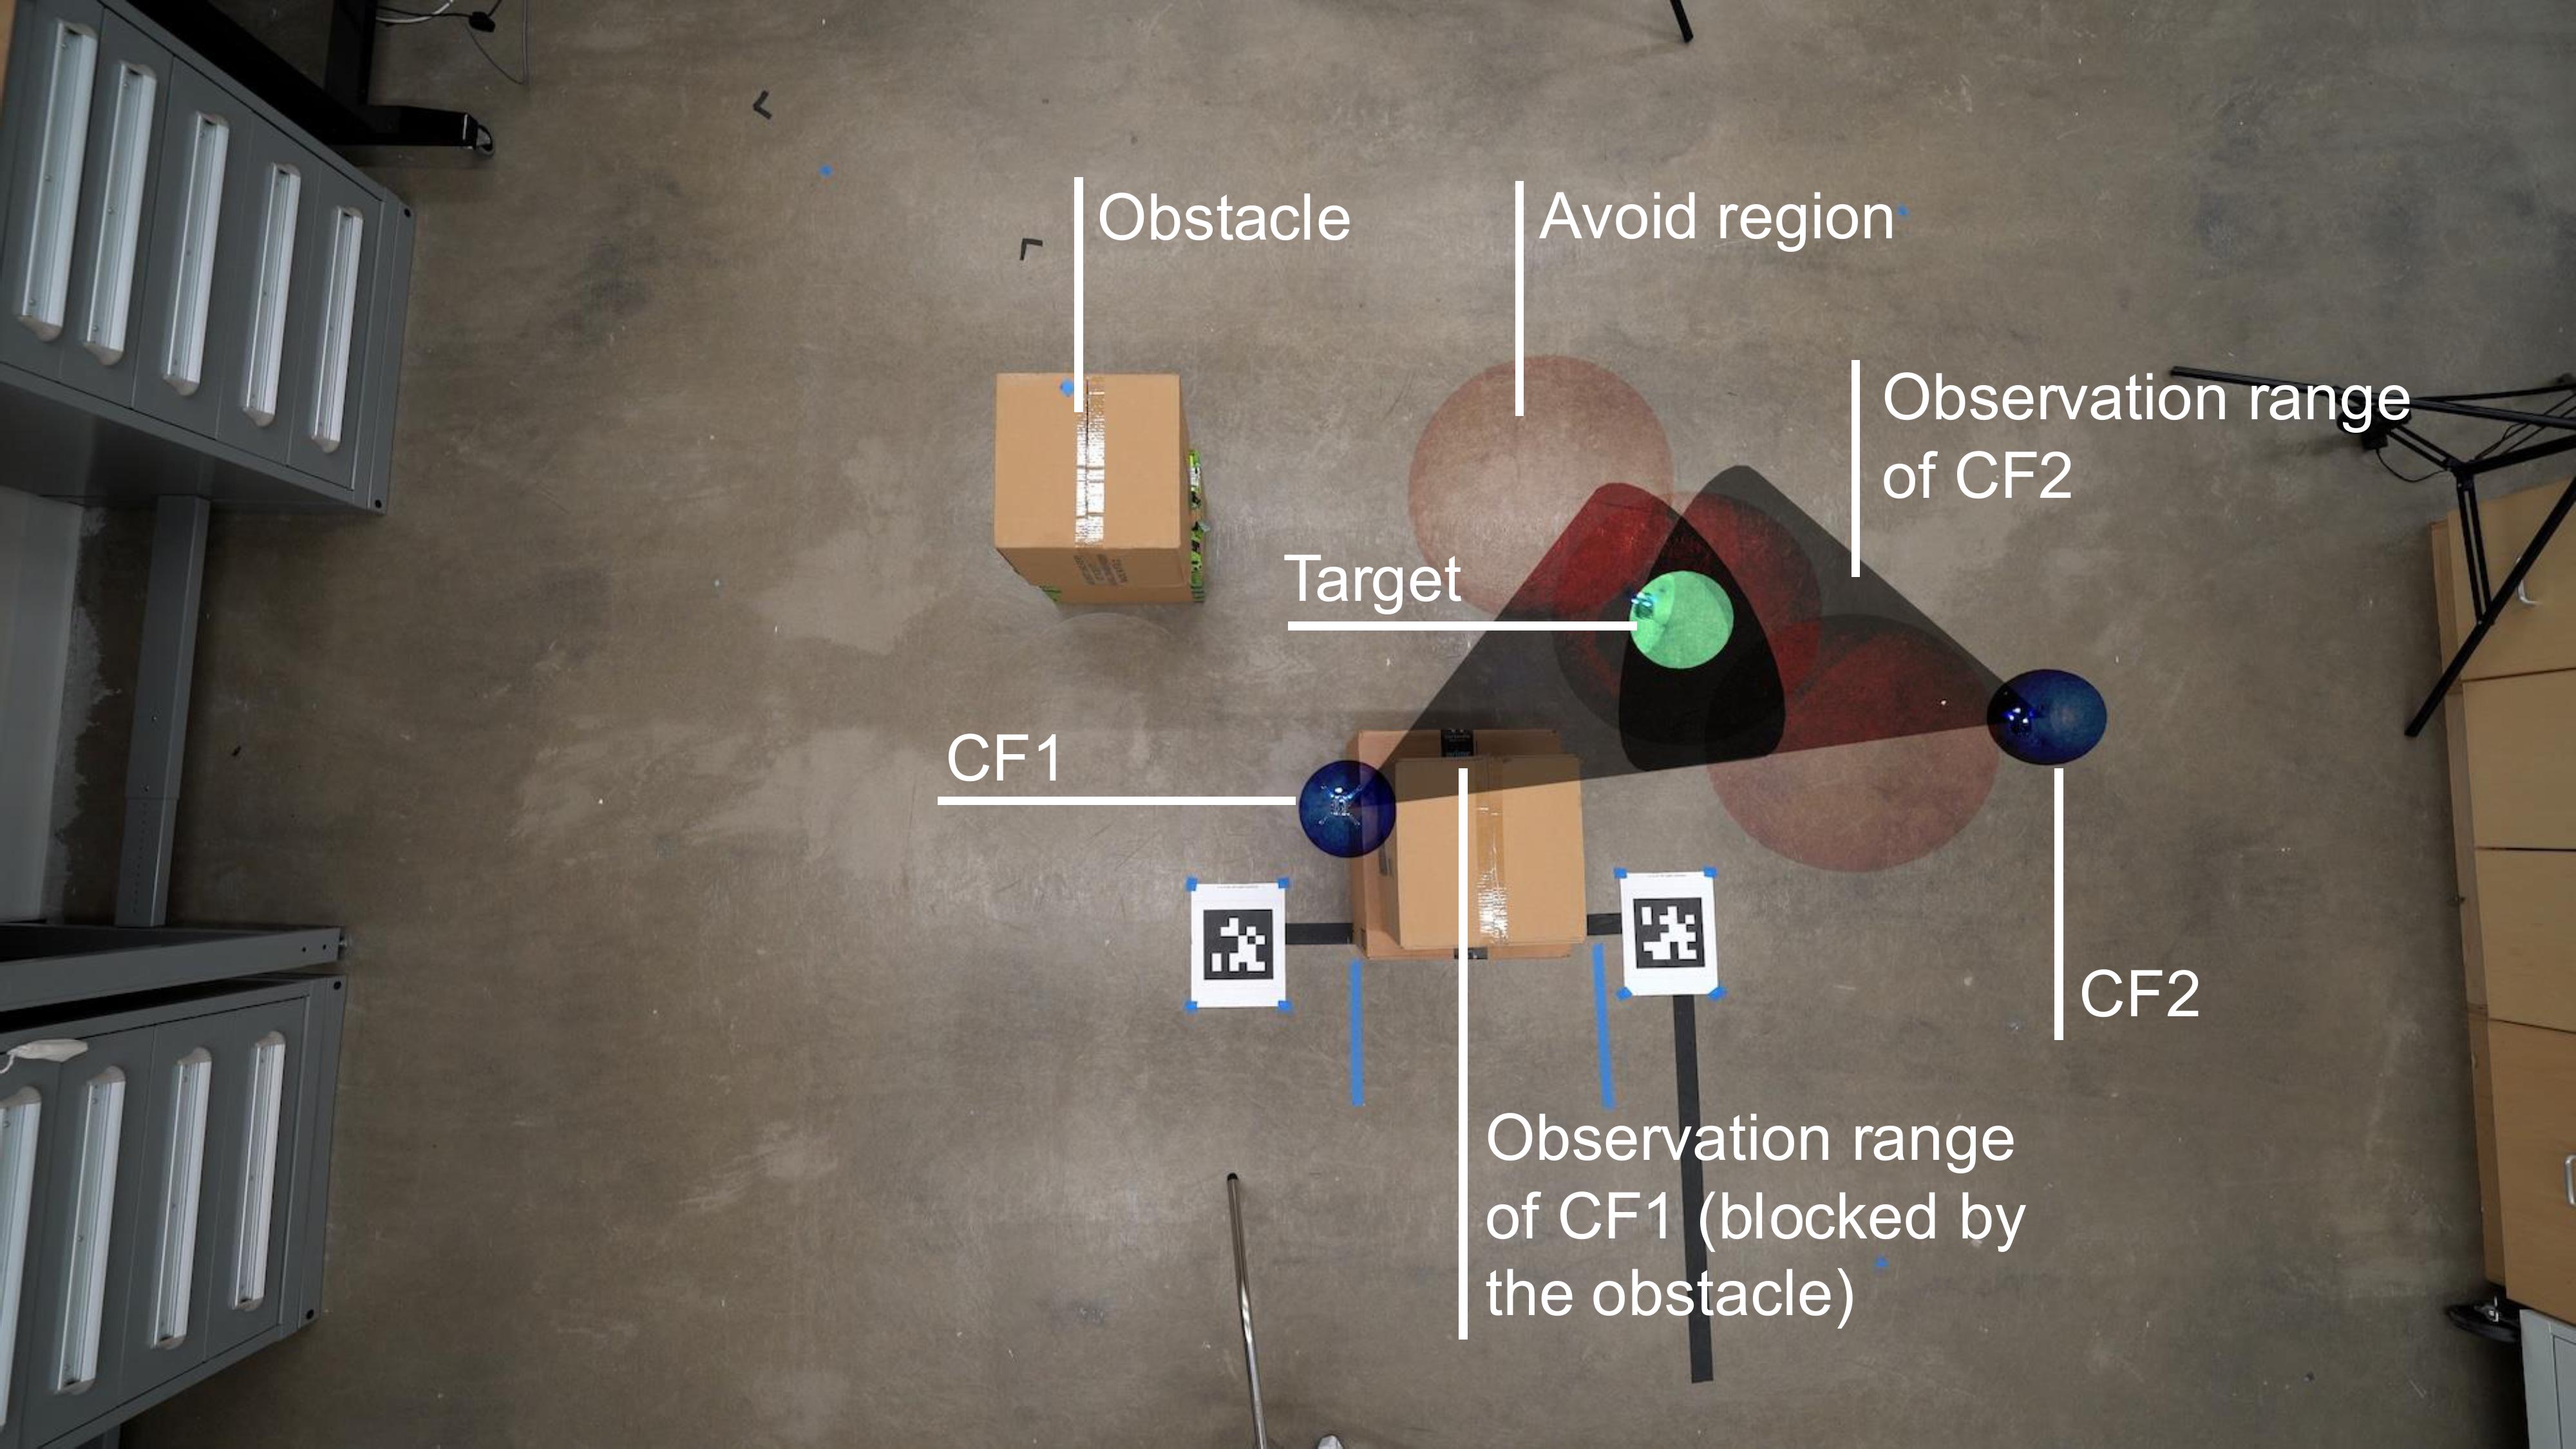 Obstacle
Avoid region
Observation range
of CF2
Target
CF1
CF2
Observation range
of CF1 (blocked by
the obstacle)